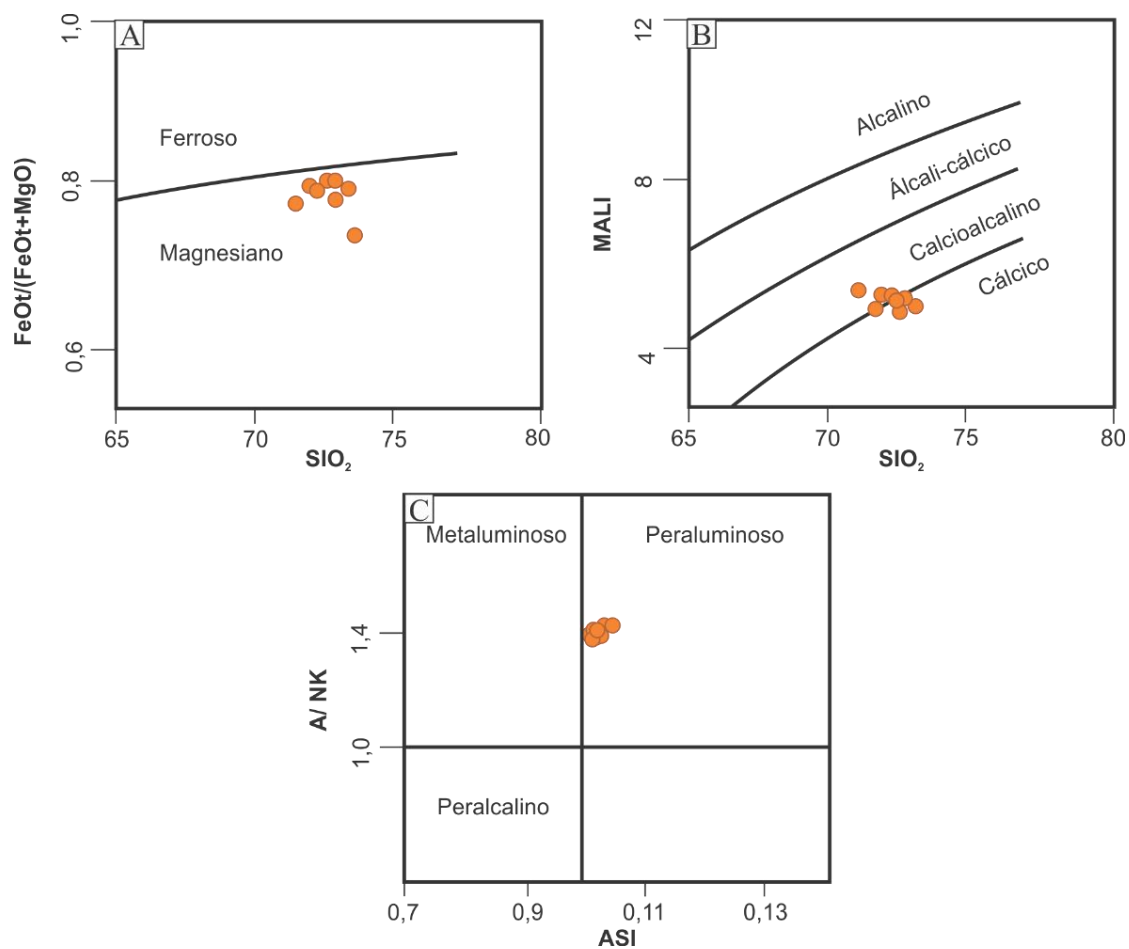 A
1,0
0,8
0,6
FeOt/(FeOt+MgO)
Ferroso
Magnesiano
65
70
75
80
SIO₂
B
12
8
4
MALI
Alcalino
Álcali-cálcico
Calcioalcalino
Cálcico
65
70
75
80
SIO₂
C
Metaluminoso
Peraluminoso
1,4
A/ NK
1,0
Peralcalino
0,7
0,9
0,11
0,13
ASI